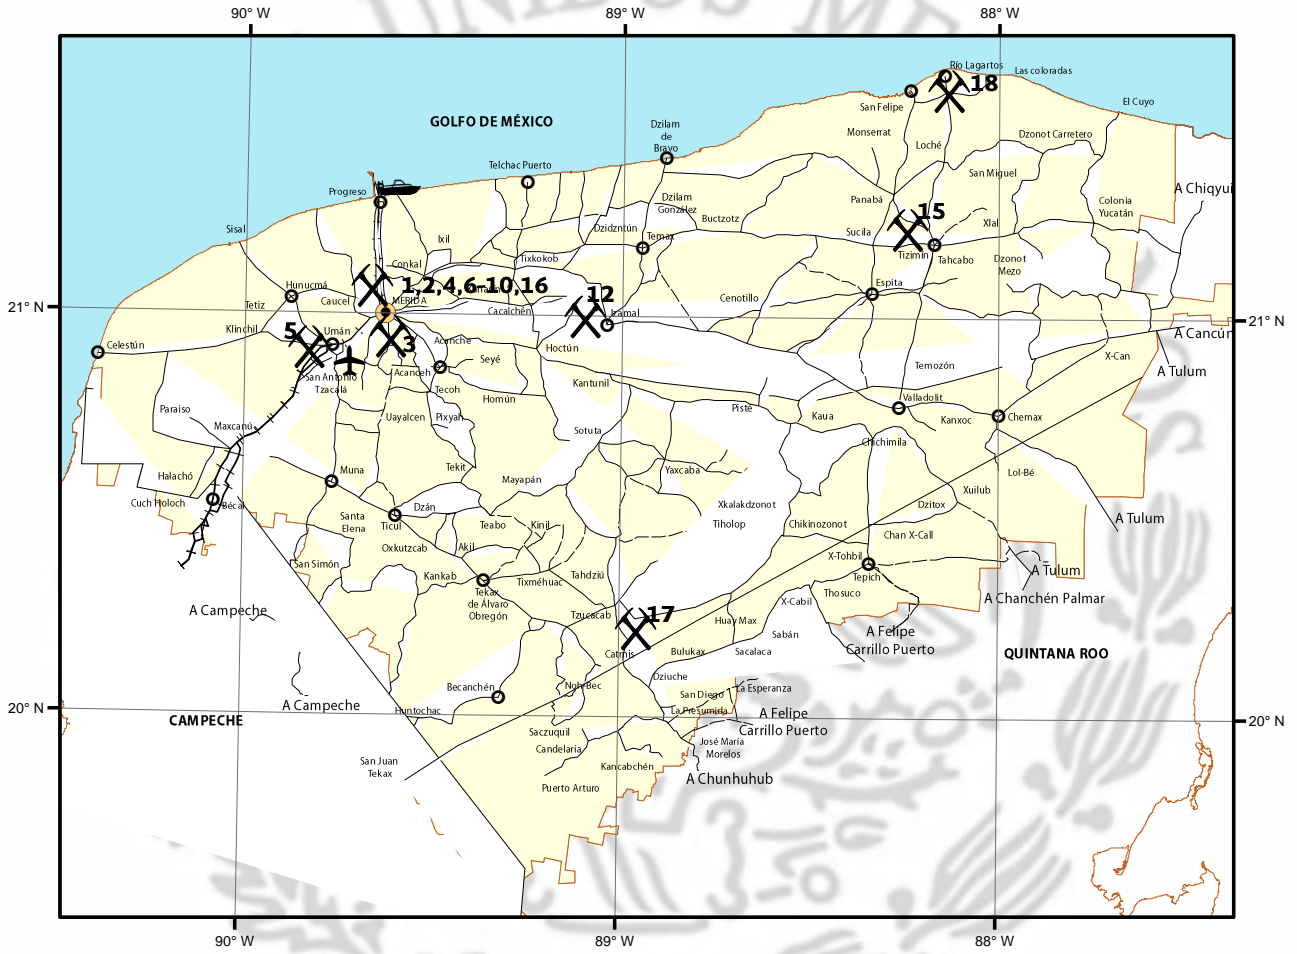 UNIDOS ME
90° W
89° W
88° W
Río Lagartos
Las coloradas
18
El Cuyo
San Felipe
GOLFO DE MÉXICO
Dzilam
de
Bravo
Monserrat
Dzonot Carretero
Loché
Telchac Puerto
San Miguel
Progreso
A Chiqyui
Dzilam
González
Panabá
Colonia
Yucatán
15
Buctzotz
Xlal
Sisal
Dzidzntún
Sucila
Ixil
Temax
Tizimín
Tahcabo
Tixkokob
Dzonot
Mezo
Conkal
Hunucmá
1,2,4,6-10,16
Espita
12
Caucel
MERIDA
Cenotillo
Tetiz
21° N
Cacalchén
Izamal
21° N
Klinchil
5
Umán
A Cancún
3
Acanche
Celestún
Hoctún
X-Can
Seyé
Temozón
San Antonio
Tzacalá
Acanceh
A Tulum
Kantunil
Tecoh
Homún
Valladolit
Paraiso
Piste
Uayalcen
Pixyah
Kaua
Kanxoc
Chemax
Maxcanú
Sotuta
Chichimila
Muna
Tekit
Yaxcaba
Lol-Bé
Halachó
Mayapán
Xuilub
Cuch Holoch
Bécal
Dzán
Xkalakdzonot
Dzitox
Santa
Elena
Ticul
Teabo
Kinil
Tiholop
Chikinozonot
A Tulum
Chan X-Call
Oxkutzcab
Akil
X-Tohbil
San Simón
Kankab
Tixméhuac
Tahdziú
Tepich
A Tulum
Tekax
de Álvaro
Obregón
Thosuco
A Chanchén Palmar
A Campeche
X-Cabil
Tzucacab
17
Huay Max
A Felipe
Carrillo Puerto
Sabán
Catmis
Bulukax
Sacalaca
QUINTANA ROO
Dziuche
Becanchén
Noh-Bec
San Diego
La Esperanza
A Campeche
Huntochac
La Presumida
A Felipe
Carrillo Puerto
20° N
CAMPECHE
20° N
Saczuquil
Candelaria
José María
Morelos
San Juan
Tekax
Kancabchén
A Chunhuhub
Puerto Arturo
90° W
89° W
88° W